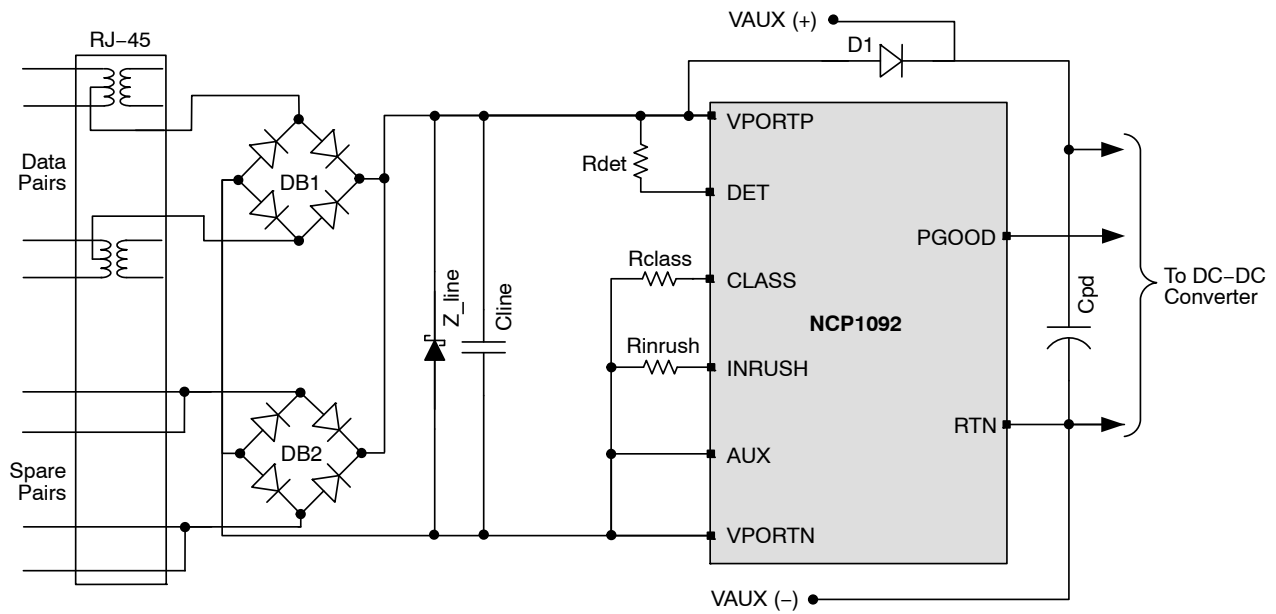 VAUX (+)
RJ−45
D1
VPORTP
Rdet
Data
Pairs
DB1
DET
PGOOD
Rclass
CLASS
To DC−DC
Converter
Z_line
Cline
Cpd
NCP1092
Rinrush
INRUSH
RTN
DB2
AUX
Spare
Pairs
VPORTN
VAUX (−)